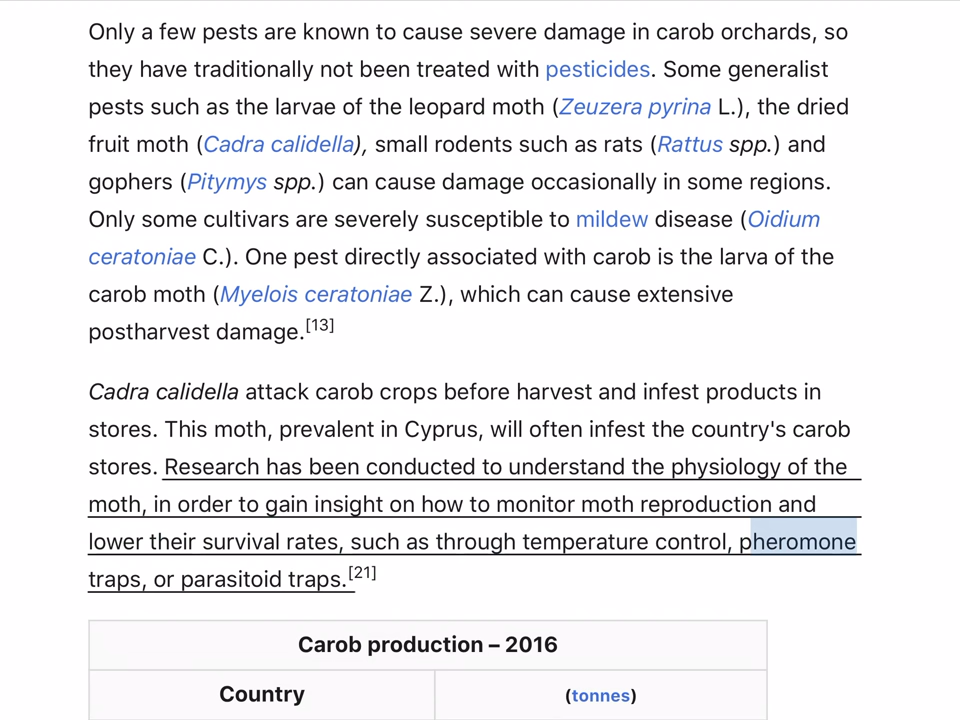 Only a few pests are known to cause severe damage in carob orchards, so
they have traditionally not been treated with pesticides. Some generalist
pests such as the larvae of the leopard moth (Zeuzera pyrina L.), the dried
fruit moth (Cadra calidella), small rodents such as rats (Rattus spp.) and
gophers (Pitymys spp.) can cause damage occasionally in some regions.
Only some cultivars are severely susceptible to mildew disease (Oidium
ceratoniae C.). One pest directly associated with carob is the larva of the
carob moth (Myelois ceratoniae Z.), which can cause extensive
postharvest damage.[13]
Cadra calidella attack carob crops before harvest and infest products in
stores. This moth, prevalent in Cyprus, will often infest the country's carob
stores. Research has been conducted to understand the physiology of the
moth, in order to gain insight on how to monitor moth reproduction and
lower their survival rates, such as through temperature control, pheromone
traps, or parasitoid traps.[21]
Carob production – 2016
Country (tonnes)